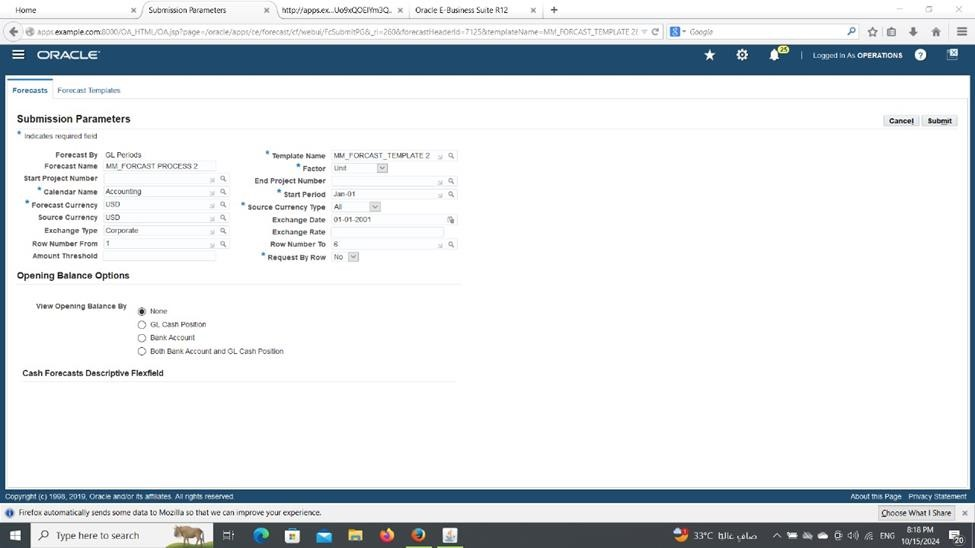 Home
Submission Parameters
http://apps.ex...Uo9xQOEIYm3Q..
Oracle E-Business Suite R12
apps.example.com:8000/OA_HTML/OA.jsp?page=/oracle/apps/ce/forecast/cf/webui/FcSubmitPG&_ri=260&forecastHeaderId=7125&templateName=MM_FORCAST_TEMPLATE 2
Google
ORACLE
25
Logged In As OPERATIONS
Forecasts
Forecast Templates
Submission Parameters
Cancel
Submit
* Indicates required field
Forecast By GL Periods
Forecast Name MM_FORCAST PROCESS 2
Start Project Number
* Calendar Name Accounting
* Forecast Currency USD
Source Currency USD
Exchange Type Corporate
Row Number From 1
Amount Threshold
* Template Name MM_FORCAST_TEMPLATE 2
* Factor Unit
End Project Number
* Start Period Jan-01
* Source Currency Type All
Exchange Date 01-01-2001
Exchange Rate
Row Number To 6
* Request By Row No
Opening Balance Options
View Opening Balance By
None
GL Cash Position
Bank Account
Both Bank Account and GL Cash Position
Cash Forecasts Descriptive Flexfield
Copyright (c) 1998, 2019, Oracle and/or its affiliates. All rights reserved.
About this Page Privacy Statement
Firefox automatically sends some data to Mozilla so that we can improve your experience.
Choose What I Share
Type here to search
33°C صافٍ غالبًا
ENG
8:18 PM
10/15/2024
20